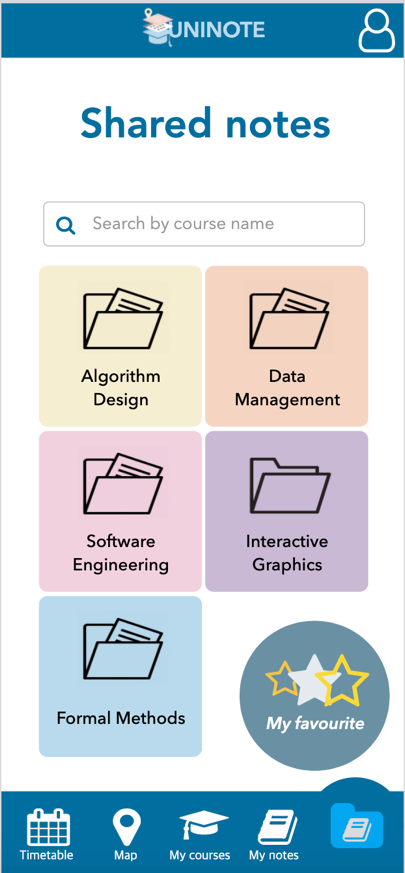 UNINOTE
Shared notes
Search by course name
Algorithm
Design
Data
Management
Software
Engineering
Interactive
Graphics
Formal Methods
My favourite
Timetable
Map
My courses
My notes